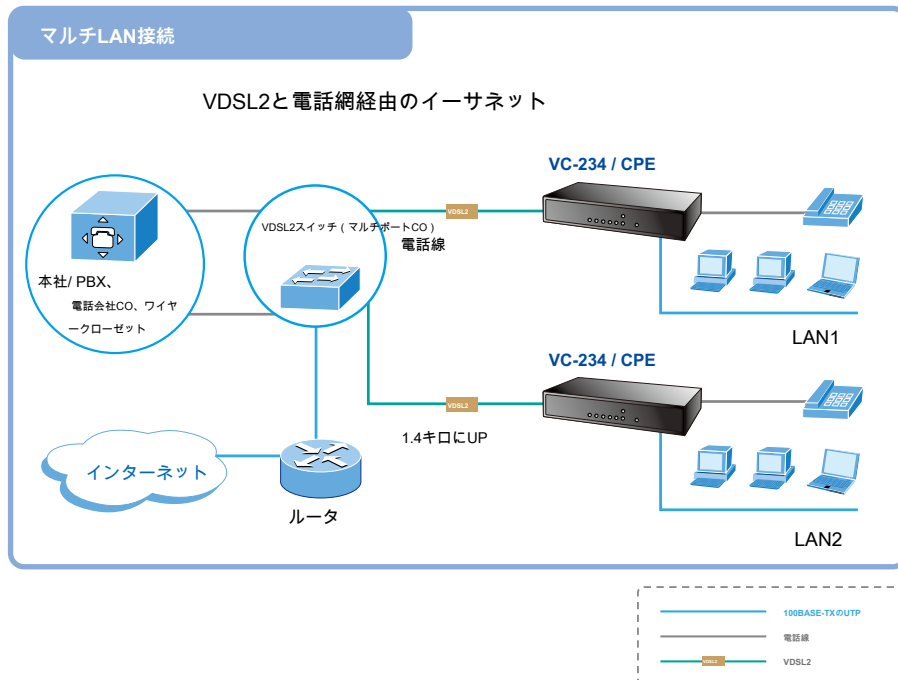 マルチLAN接続
VDSL2と電話網経由のイーサネット
VC-234 / CPE
VDSL2
VDSL2スイッチ(マルチポートCO)
電話線
本社/ PBX、
電話会社CO、ワイヤ
ークローゼット
LAN1
VC-234 / CPE
VDSL2
1.4キロにUP
インターネット
ルータ
LAN2
100BASE-TXのUTP
電話線
VDSL2
VDSL2